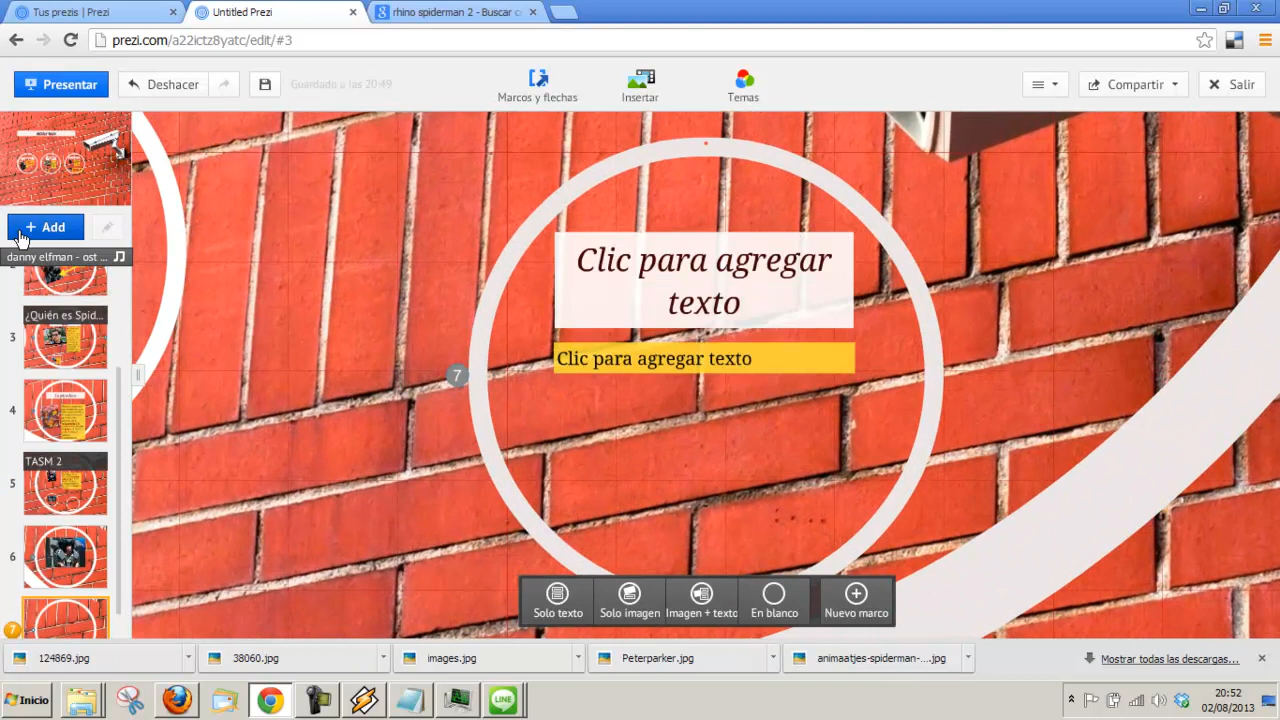 Tus prezis | Prezi
Untitled Prezi
rhino spiderman 2 - Buscar c
prezi.com/a22ictz8yatc/edit/#3
Presentar
Deshacer
Guardado a las 20:49
Marcos y flechas
Insertar
Temas
Compartir
Salir
+ Add
danny elfman - ost ...
3
¿Quién es Spid...
4
5
TASM 2
6
7
Clic para agregar
texto
Clic para agregar texto
7
Solo texto
Solo imagen
Imagen + texto
En blanco
Nuevo marco
124869.jpg
38060.jpg
images.jpg
Peterparker.jpg
animaatjes-spiderman-....jpg
Mostrar todas las descargas...
Inicio
LINE
20:52
02/08/2013